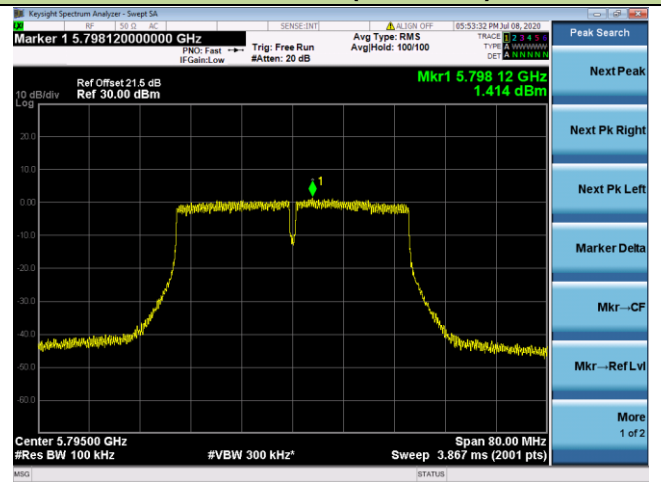 Keysight Spectrum Analyzer - Swept SA
RF 50 Ω AC SENSE:INT ALIGN OFF 05:53:32 PM Jul 08, 2020
Marker 1 5.798120000000 GHz
PNO: Fast
IFGain:Low
Trig: Free Run
#Atten: 20 dB
Avg Type: RMS
Avg|Hold: 100/100
TRACE 1 2 3 4 5 6
TYPE A WWWWW
DET A N N N N N
Peak Search
Ref Offset 21.5 dB
10 dB/div Ref 30.00 dBm
Log
Mkr1 5.798 12 GHz
1.414 dBm
20.0
10.0
0.00
-10.0
-20.0
-30.0
-40.0
-50.0
-60.0
1
Next Peak
Next Pk Right
Next Pk Left
Marker Delta
Mkr→CF
Mkr→Ref Lvl
More
1 of 2
Center 5.79500 GHz Span 80.00 MHz
#Res BW 100 kHz #VBW 300 kHz* Sweep 3.867 ms (2001 pts)
MSG STATUS